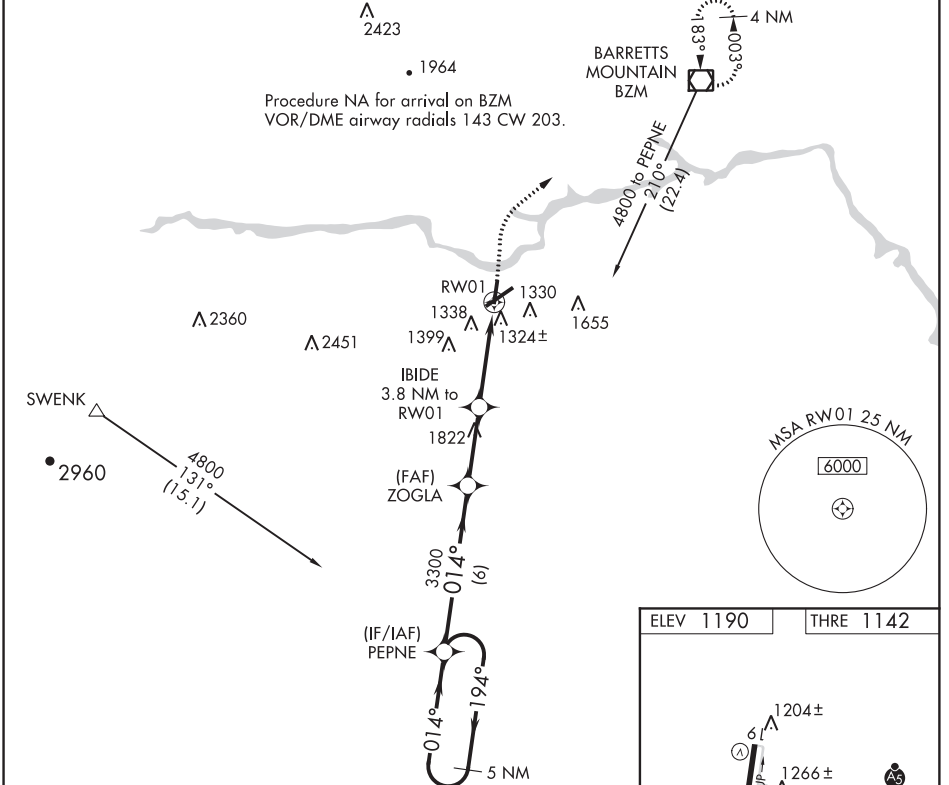 2423
1964
Procedure NA for arrival on BZM
VOR/DME airway radials 143 CW 203.
4 NM
183°
003°
BARRETTS
MOUNTAIN
BZM
4800 to PEPNE
210°
(22.4)
RW01
1330
1338
1324±
1655
1399
2360
2451
IBIDE
3.8 NM to
RW01
1822
SWENK
2960
4800
131°
(15.1)
(FAF)
ZOGLA
MSA RW01 25 NM
6000
3300
014°
(6)
(IF/IAF)
PEPNE
014°
194°
5 NM
ELEV 1190
THRE 1142
1204±
1266±
UP
A5